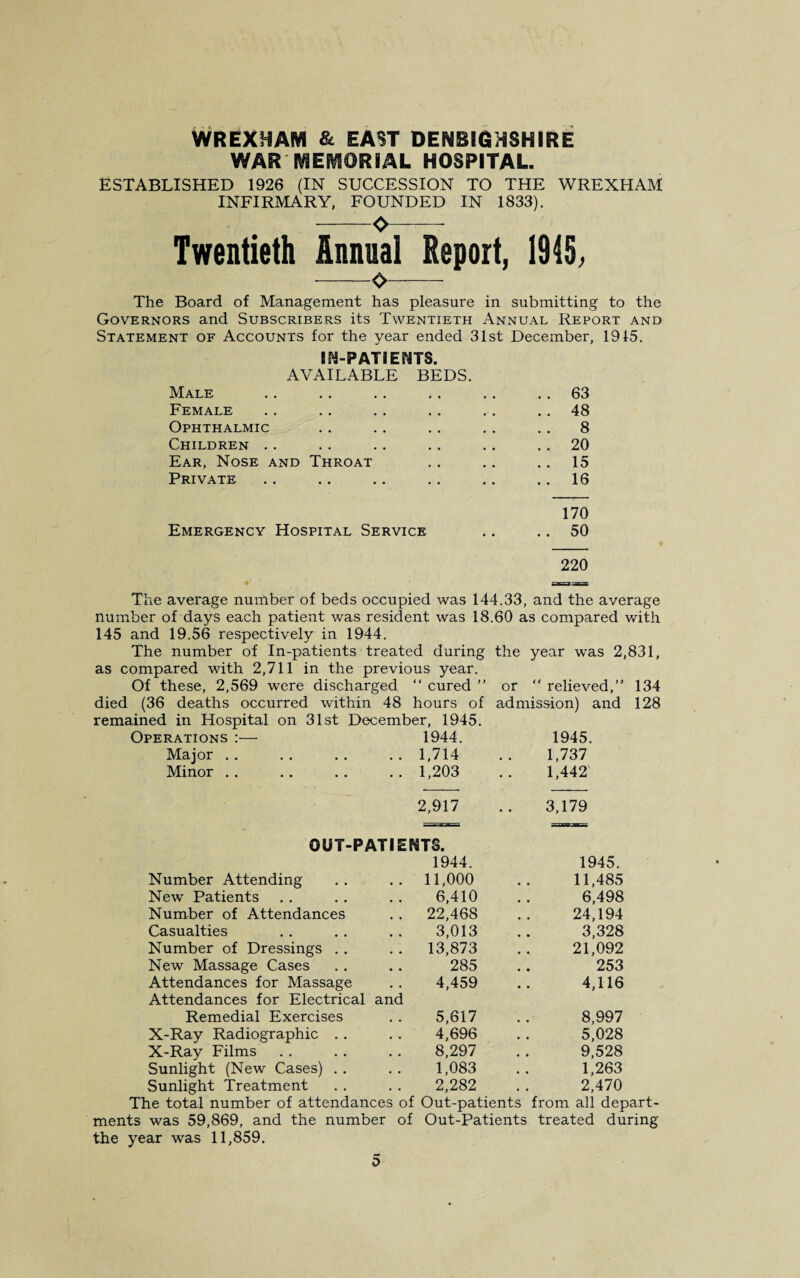 WREXHAM & EAST DENBIGHSHIRE
WAR MEMORIAL HOSPITAL.
ESTABLISHED 1926 (IN SUCCESSION TO THE WREXHAM
INFIRMARY, FOUNDED IN 1833).
Twentieth Annual Report, 1945,
The Board of Management has pleasure in submitting to the
GOVERNORS and SUBSCRIBERS its TWENTIETH ANNUAL REPORT AND
STATEMENT OF ACCOUNTS for the year ended 31st December, 1945.
IN-PATIENTS.
AVAILABLE BEDS.
MALE .. .. .. .. .. .. 63
FEMALE .. .. .. .. .. .. 48
OPHTHALMIC .. .. .. .. .. 8
CHILDREN .. .. .. .. .. .. 20
EAR, NOSE AND THROAT .. .. .. 15
PRIVATE .. .. .. .. .. .. 16
170
EMERGENCY HOSPITAL SERVICE .. .. 50
220
The average number of beds occupied was 144.33, and the average
number of days each patient was resident was 18.60 as compared with
145 and 19.56 respectively in 1944.
The number of In-patients treated during the year was 2,831,
as compared with 2,711 in the previous year.
Of these, 2,569 were discharged "cured" or "relieved," 134
died (36 deaths occurred within 48 hours of admission) and 128
remained in Hospital on 31st December, 1945.
OPERATIONS :— 1944. 1945.
Major .. .. .. .. 1,714 .. 1,737
Minor .. .. .. .. 1,203 .. 1,442
2,917 .. 3,179
OUT-PATIENTS.
1944. 1945.
Number Attending .. .. 11,000 .. 11,485
New Patients .. .. .. 6,410 .. 6,498
Number of Attendances .. 22,468 .. 24,194
Casualties .. .. .. 3,013 .. 3,328
Number of Dressings .. .. 13,873 .. 21,092
New Massage Cases .. .. 285 .. 253
Attendances for Massage .. 4,459 .. 4,116
Attendances for Electrical and
Remedial Exercises .. 5,617 .. 8,997
X-Ray Radiographic .. .. 4,696 .. 5,028
X-Ray Films .. .. .. 8,297 .. 9,528
Sunlight (New Cases) .. .. 1,083 .. 1,263
Sunlight Treatment .. .. 2,282 .. 2,470
The total number of attendances of Out-patients from all depart-
ments was 59,869, and the number of Out-Patients treated during
the year was 11,859.
5